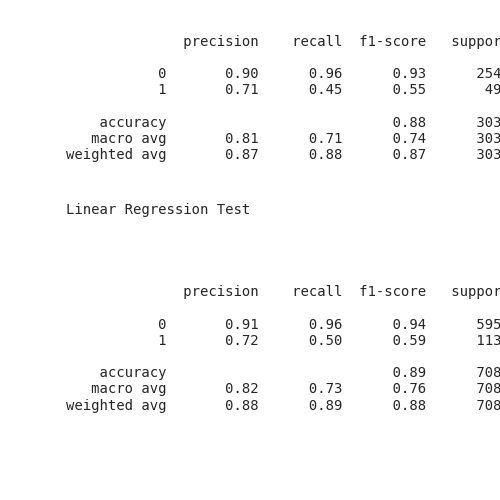 precision recall f1-score suppor
0 0.90 0.96 0.93 254
1 0.71 0.45 0.55 49
accuracy 0.88 303
macro avg 0.81 0.71 0.74 303
weighted avg 0.87 0.88 0.87 303
Linear Regression Test
precision recall f1-score suppor
0 0.91 0.96 0.94 595
1 0.72 0.50 0.59 113
accuracy 0.89 708
macro avg 0.82 0.73 0.76 708
weighted avg 0.88 0.89 0.88 708